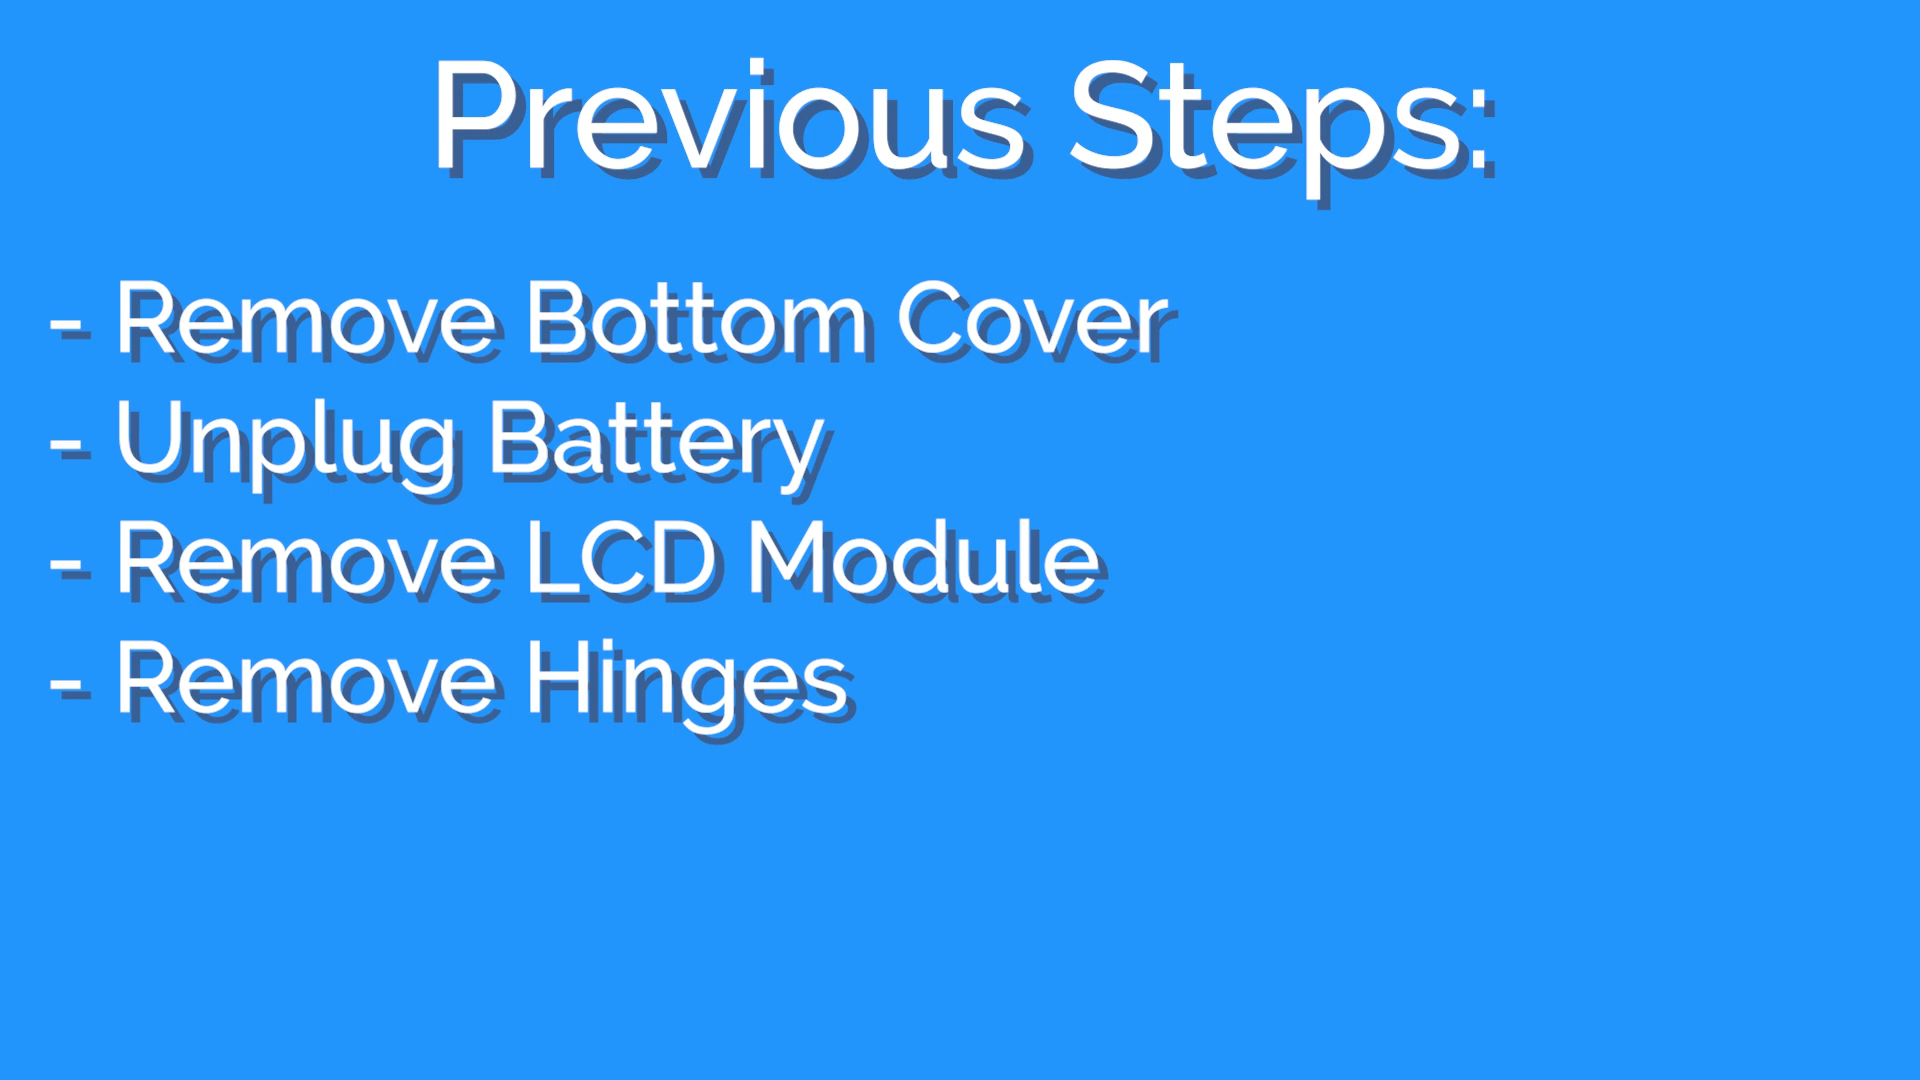 Previous Steps:
- Remove Bottom Cover
- Unplug Battery
- Remove LCD Module
- Remove Hinges